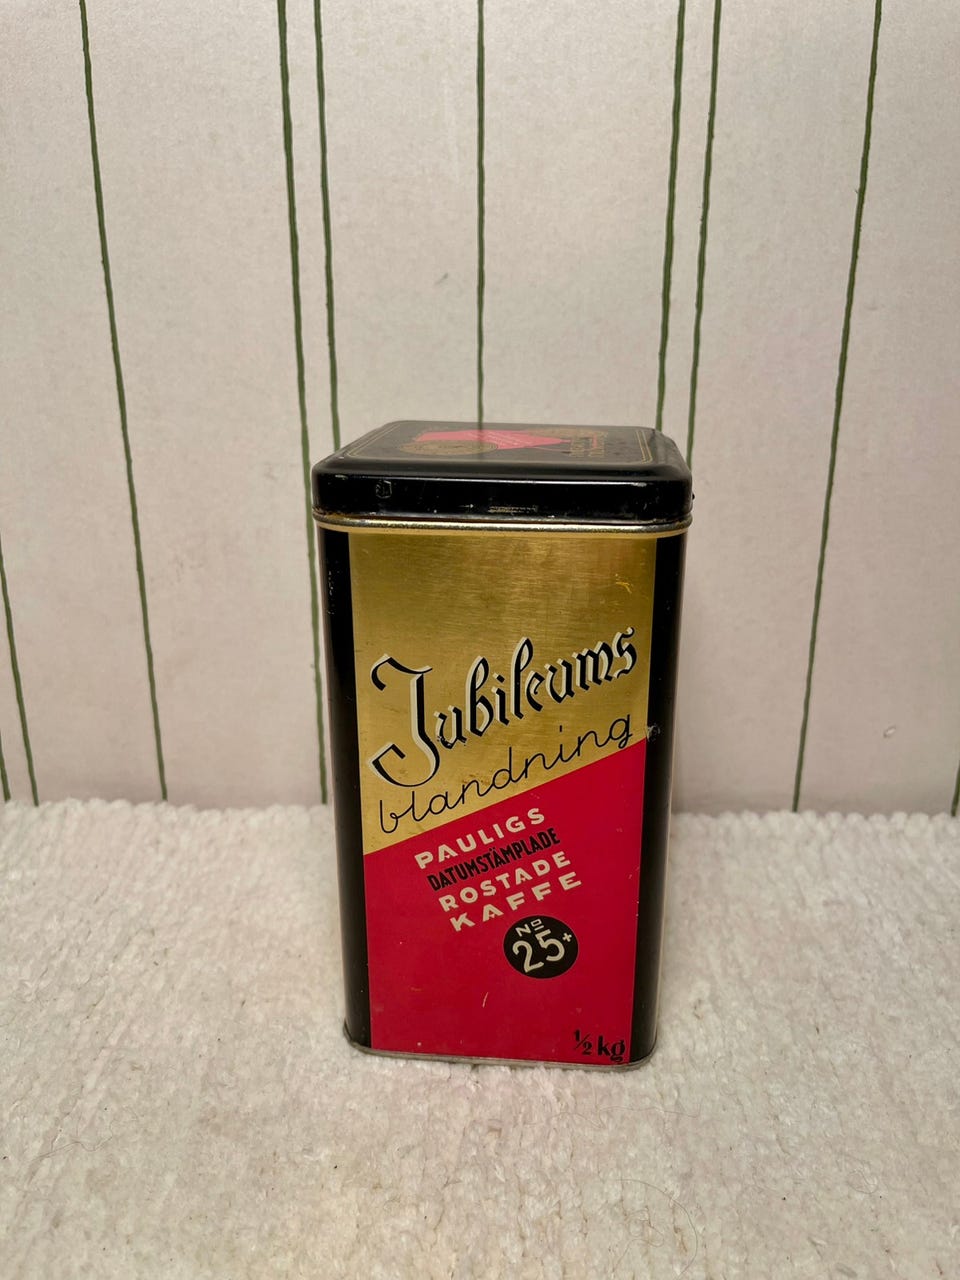 Jubileums
blandning
PAULIGS
DATUMSTÄMPLADE
ROSTADE
KAFFE
No
25+
1/2 kg